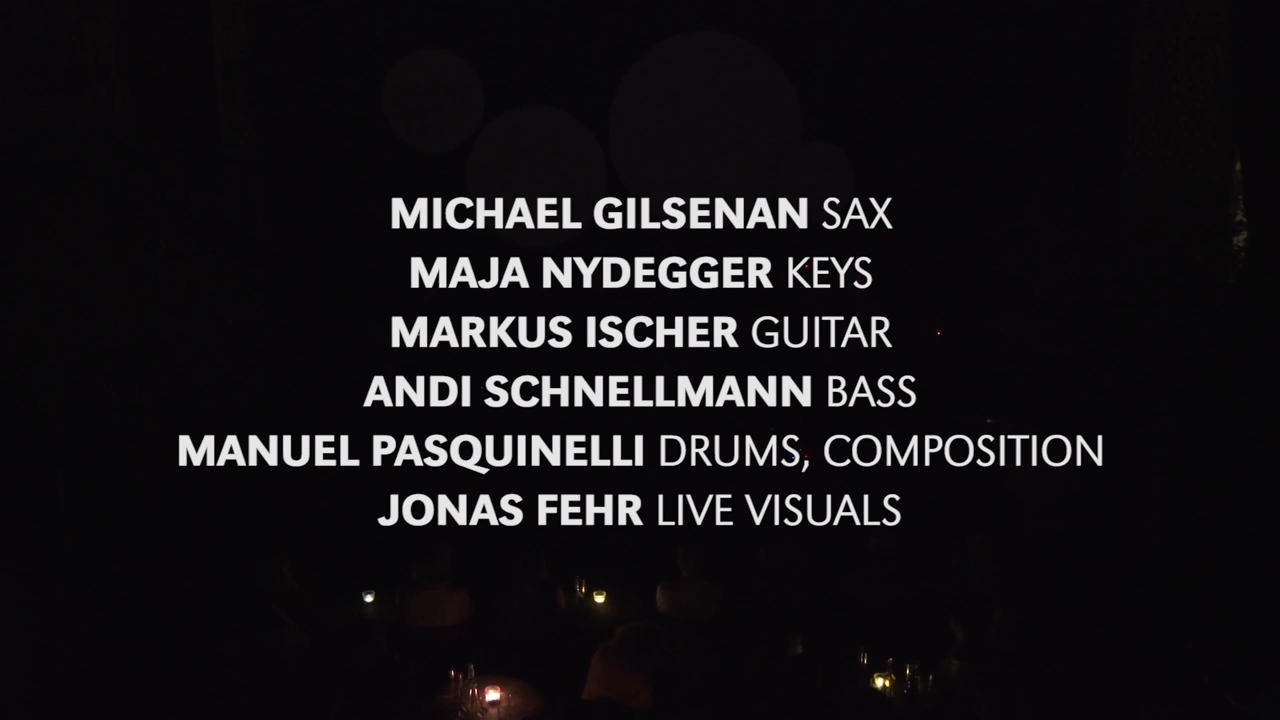 MICHAEL GILSENAN SAX
MAJA NYDEGGER KEYS
MARKUS ISCHER GUITAR
ANDI SCHNELLMANN BASS
MANUEL PASQUINELLI DRUMS, COMPOSITION
JONAS FEHR LIVE VISUALS